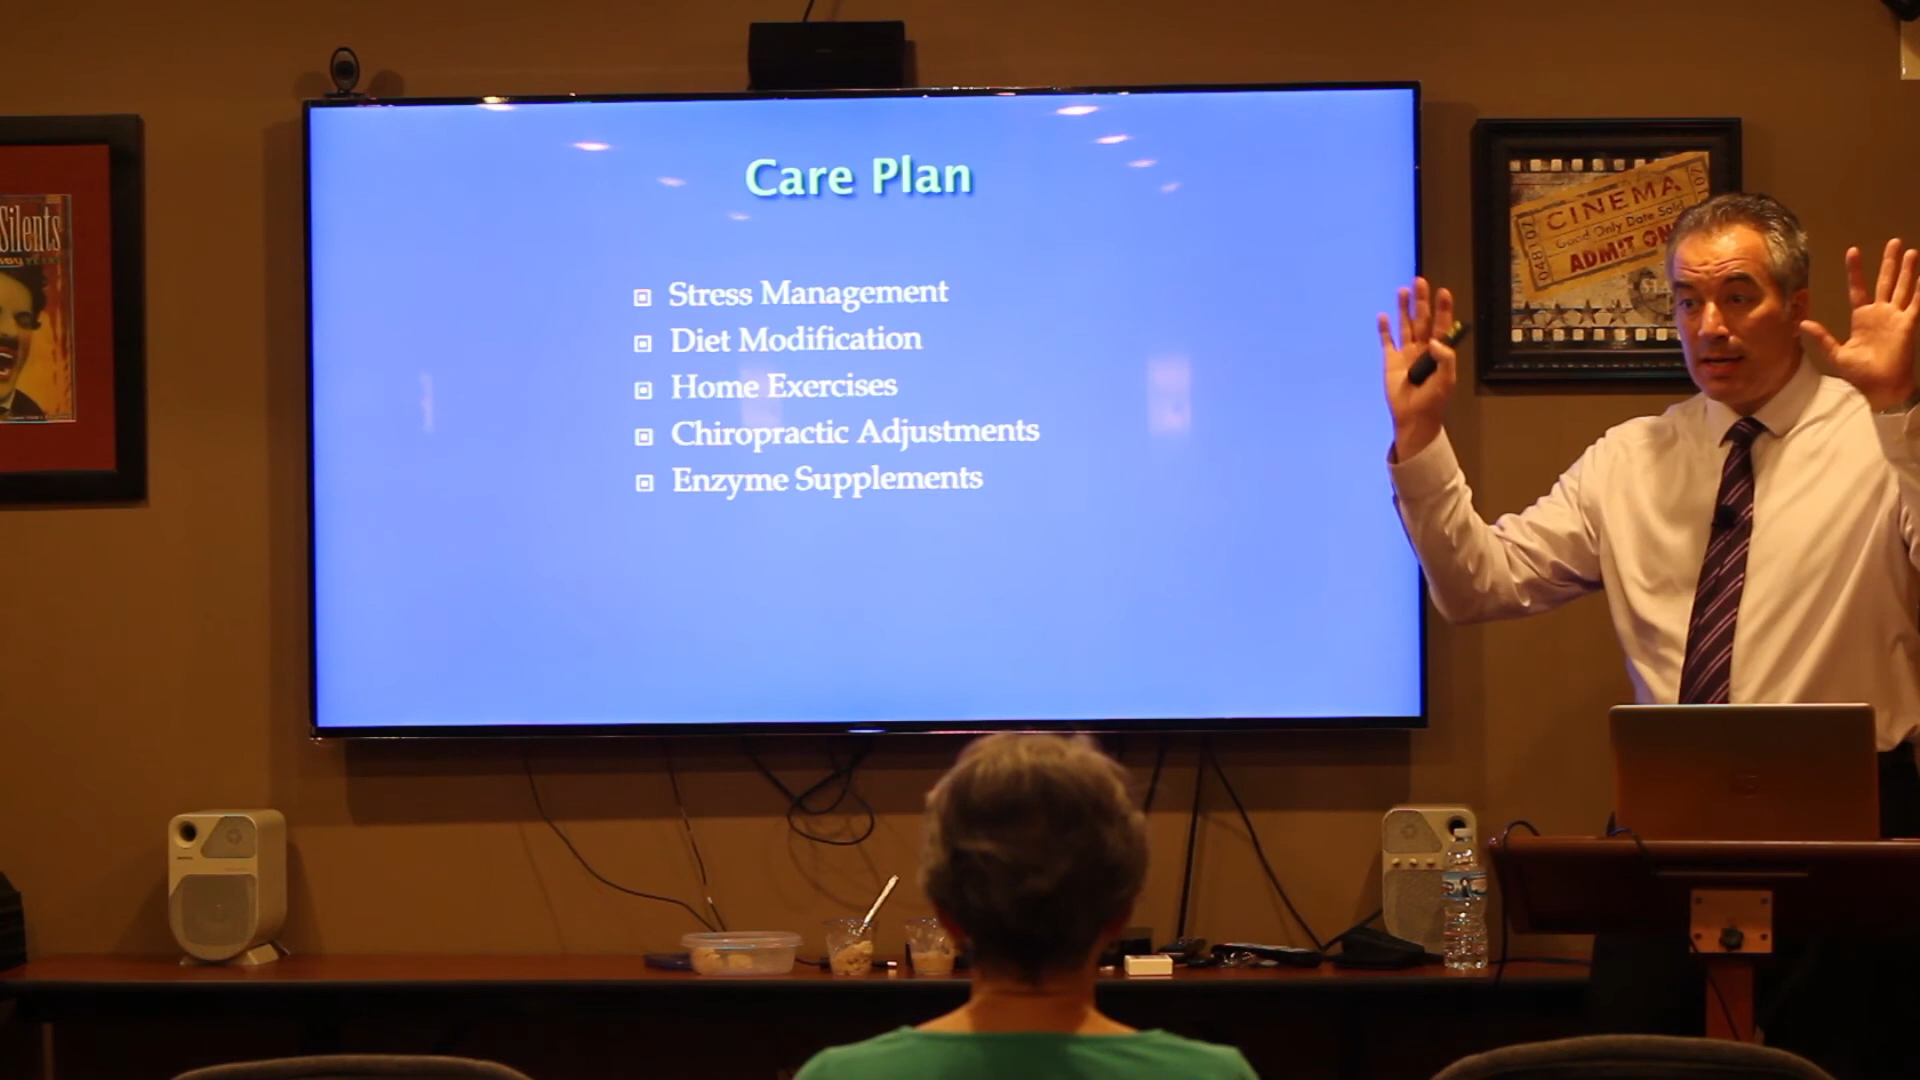 Care Plan
Stress Management
Diet Modification
Home Exercises
Chiropractic Adjustments
Enzyme Supplements
Silents
CINEMA
Good Only Date Sold
ADMIT ON
048107